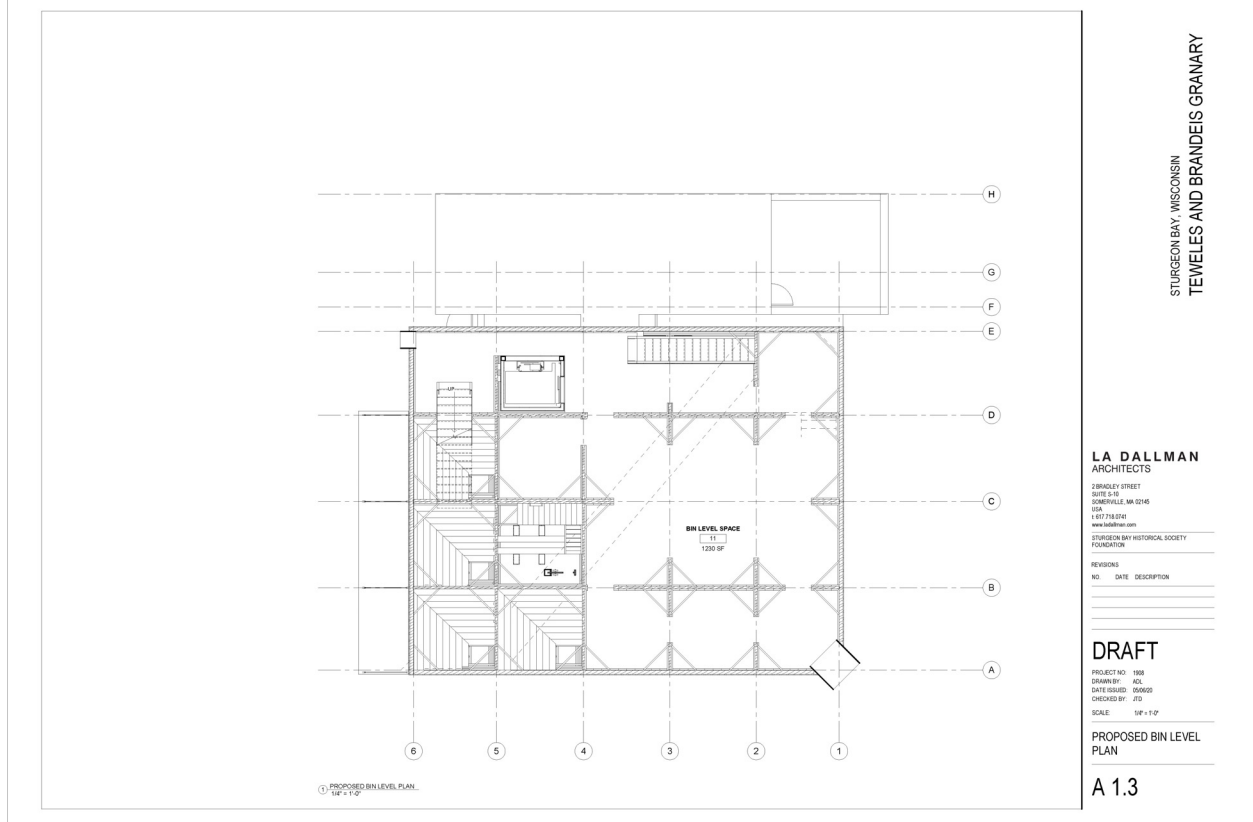 STURGEON BAY, WISCONSIN
TEWELES AND BRANDEIS GRANARY
H
G
F
E
D
C
B
A
UP
BIN LEVEL SPACE
11
1230 SF
6
5
4
3
2
1
1
PROPOSED BIN LEVEL PLAN
1/4" = 1'-0"
LA DALLMAN
ARCHITECTS
2 BRADLEY STREET
SUITE S-10
SOMERVILLE, MA 02145
USA
t 617 718 0741
www.ladallman.com
STURGEON BAY HISTORICAL SOCIETY
FOUNDATION
REVISIONS
NO. DATE DESCRIPTION
DRAFT
PROJECT NO: 1908
DRAWN BY: ADL
DATE ISSUED: 05/06/20
CHECKED BY: JTD
SCALE: 1/4" = 1'-0"
PROPOSED BIN LEVEL
PLAN
A 1.3